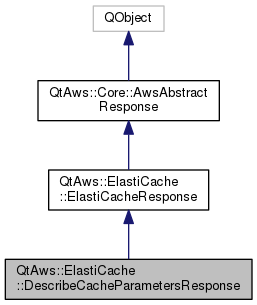 QObject
QtAws::Core::AwsAbstract
Response
QtAws::ElastiCache
::ElastiCacheResponse
QtAws::ElastiCache
::DescribeCacheParametersResponse